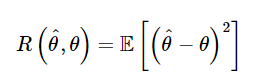 R(θ̂, θ) = 𝔼[(θ̂ − θ)²]